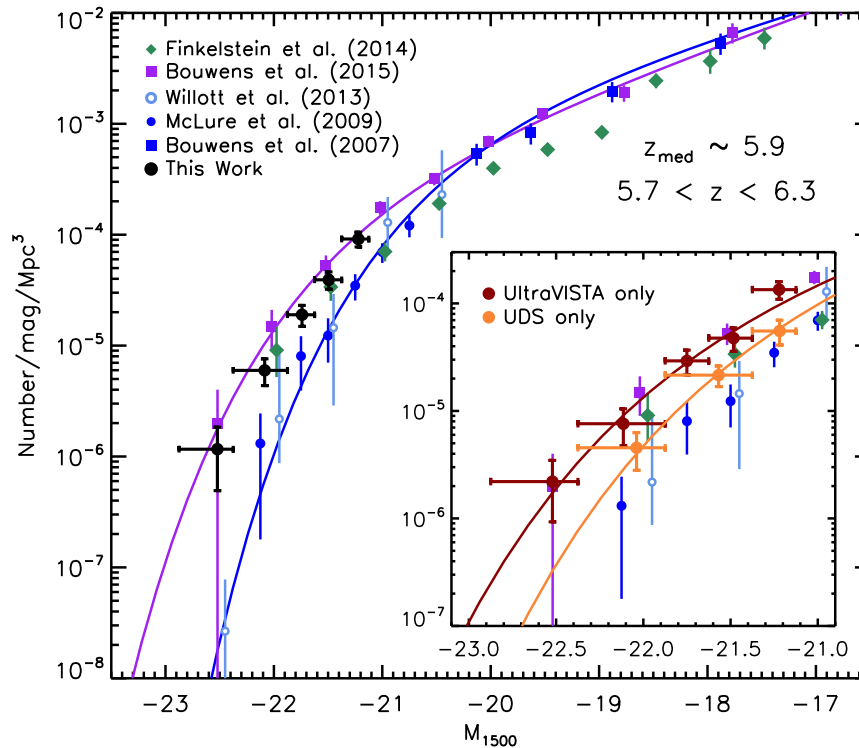 10⁻²
10⁻³
10⁻⁴
10⁻⁵
10⁻⁶
10⁻⁷
10⁻⁸
Number/mag/Mpc³
Finkelstein et al. (2014)
Bouwens et al. (2015)
Willott et al. (2013)
McLure et al. (2009)
Bouwens et al. (2007)
This Work
z_med ~ 5.9
5.7 < z < 6.3
UltraVISTA only
UDS only
10⁻⁴
10⁻⁵
10⁻⁶
10⁻⁷
−23.0 −22.5 −22.0 −21.5 −21.0
−23 −22 −21 −20 −19 −18 −17
M₁₅₀₀